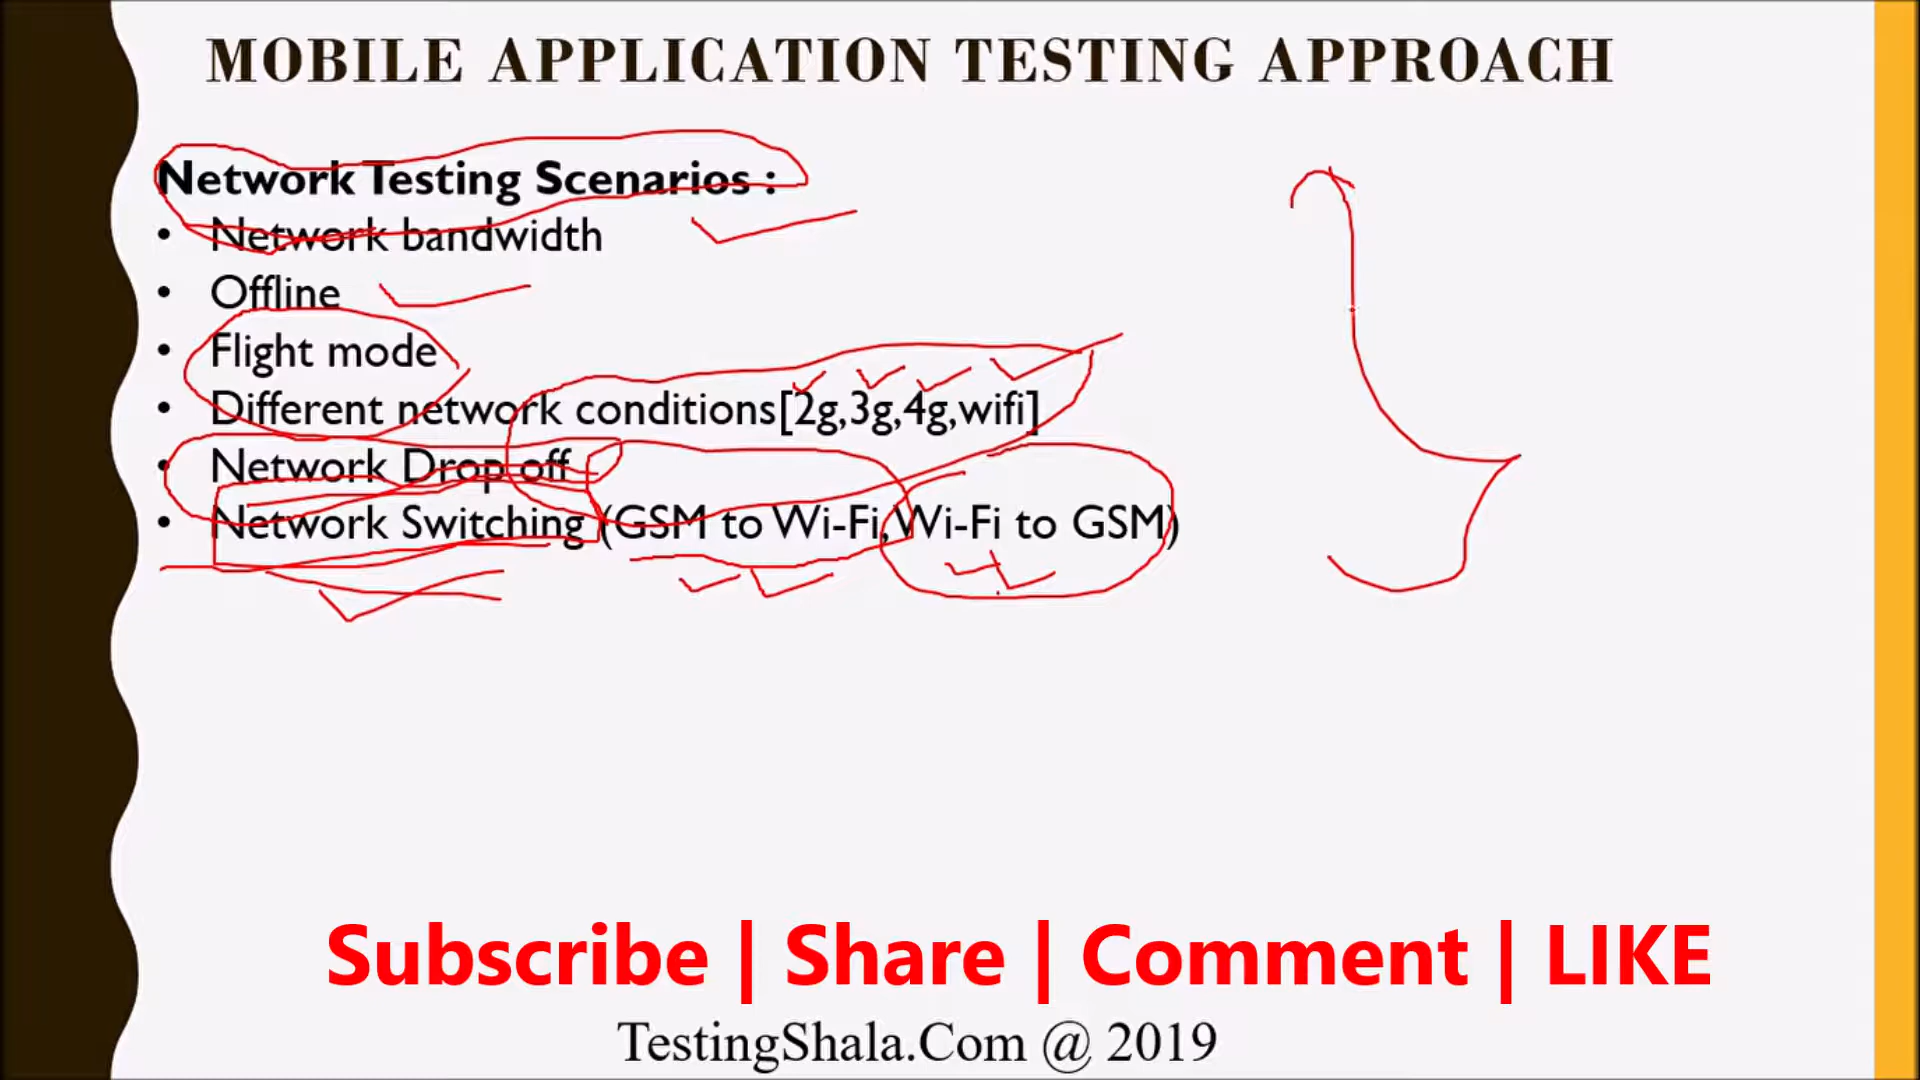 MOBILE APPLICATION TESTING APPROACH
Network Testing Scenarios :
• Network bandwidth
• Offline
• Flight mode
• Different network conditions[2g,3g,4g,wifi]
• Network Drop off
• Network Switching (GSM to Wi-Fi,Wi-Fi to GSM)
Subscribe | Share | Comment | LIKE
TestingShala.Com @ 2019